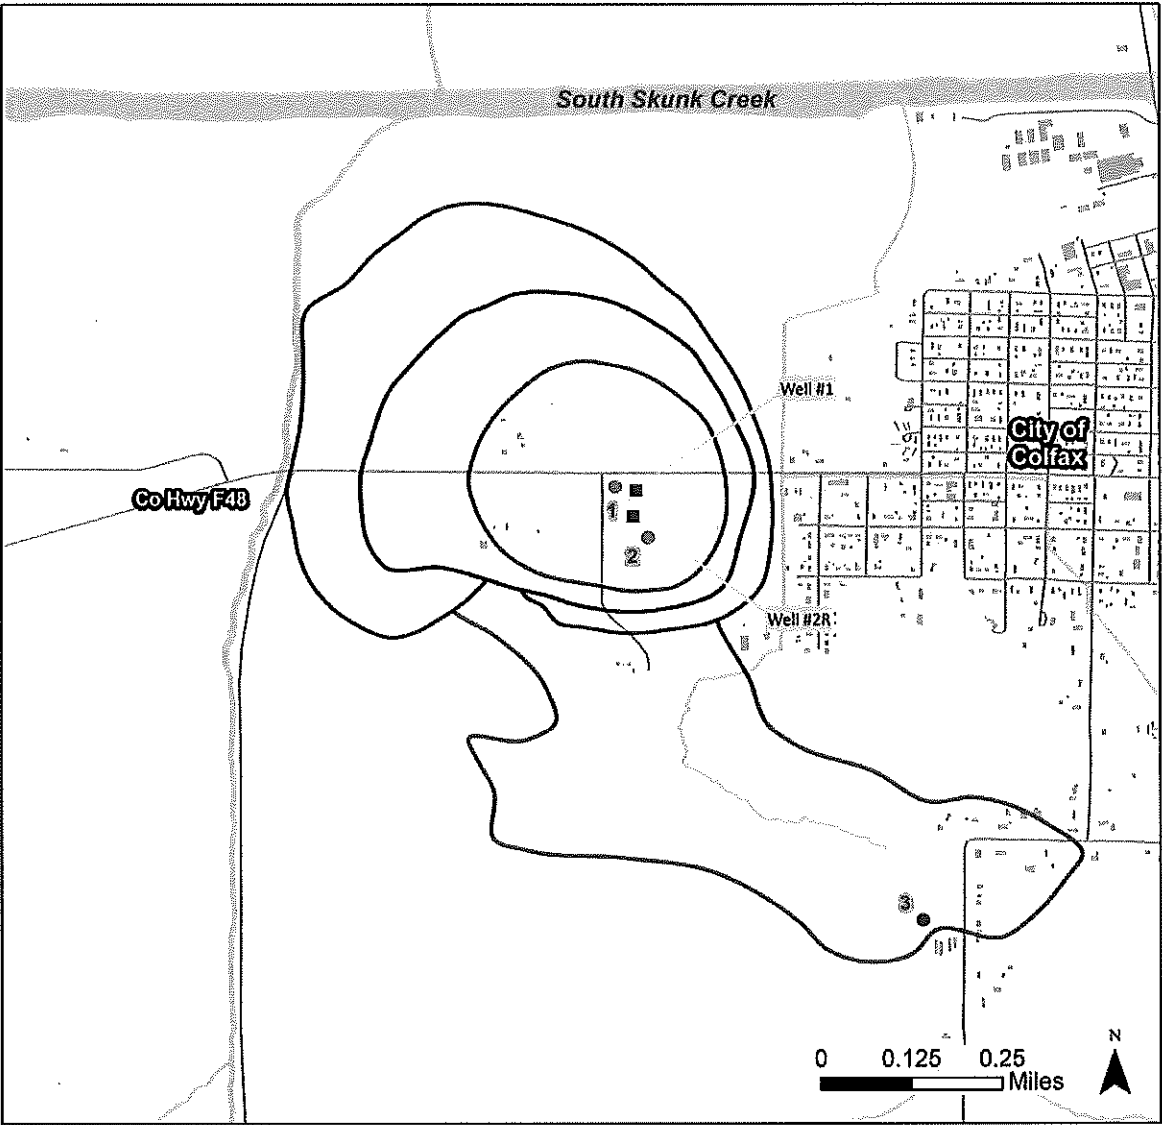 South Skunk Creek
Well #1
City of
Colfax
Co Hwy F48
1
2
Well #2R
3
N
0 0.125 0.25
Miles